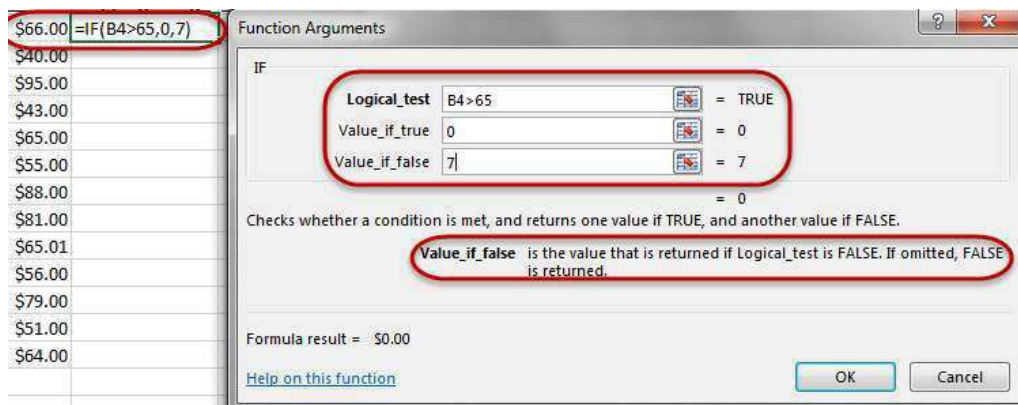 $66.00 =IF(B4>65,0,7)
$40.00
$95.00
$43.00
$65.00
$55.00
$88.00
$81.00
$65.01
$56.00
$79.00
$51.00
$64.00
Function Arguments
IF
Logical_test B4>65 = TRUE
Value_if_true 0 = 0
Value_if_false 7 = 7
= 0
Checks whether a condition is met, and returns one value if TRUE, and another value if FALSE.
Value_if_false is the value that is returned if Logical_test is FALSE. If omitted, FALSE
is returned.
Formula result = $0.00
Help on this function
OK Cancel